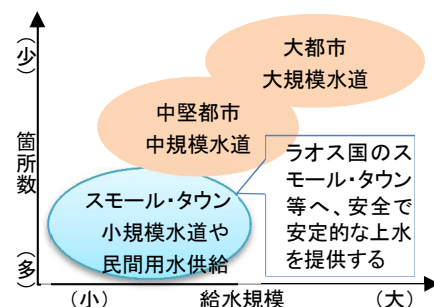 (少)
箇所数
(多)
大都市
大規模水道
中堅都市
中規模水道
スモール・タウン
小規模水道や
民間用水供給
ラオス国のス
モール・タウン
等へ、安全で
安定的な上水
を提供する
(小) 給水規模 (大)